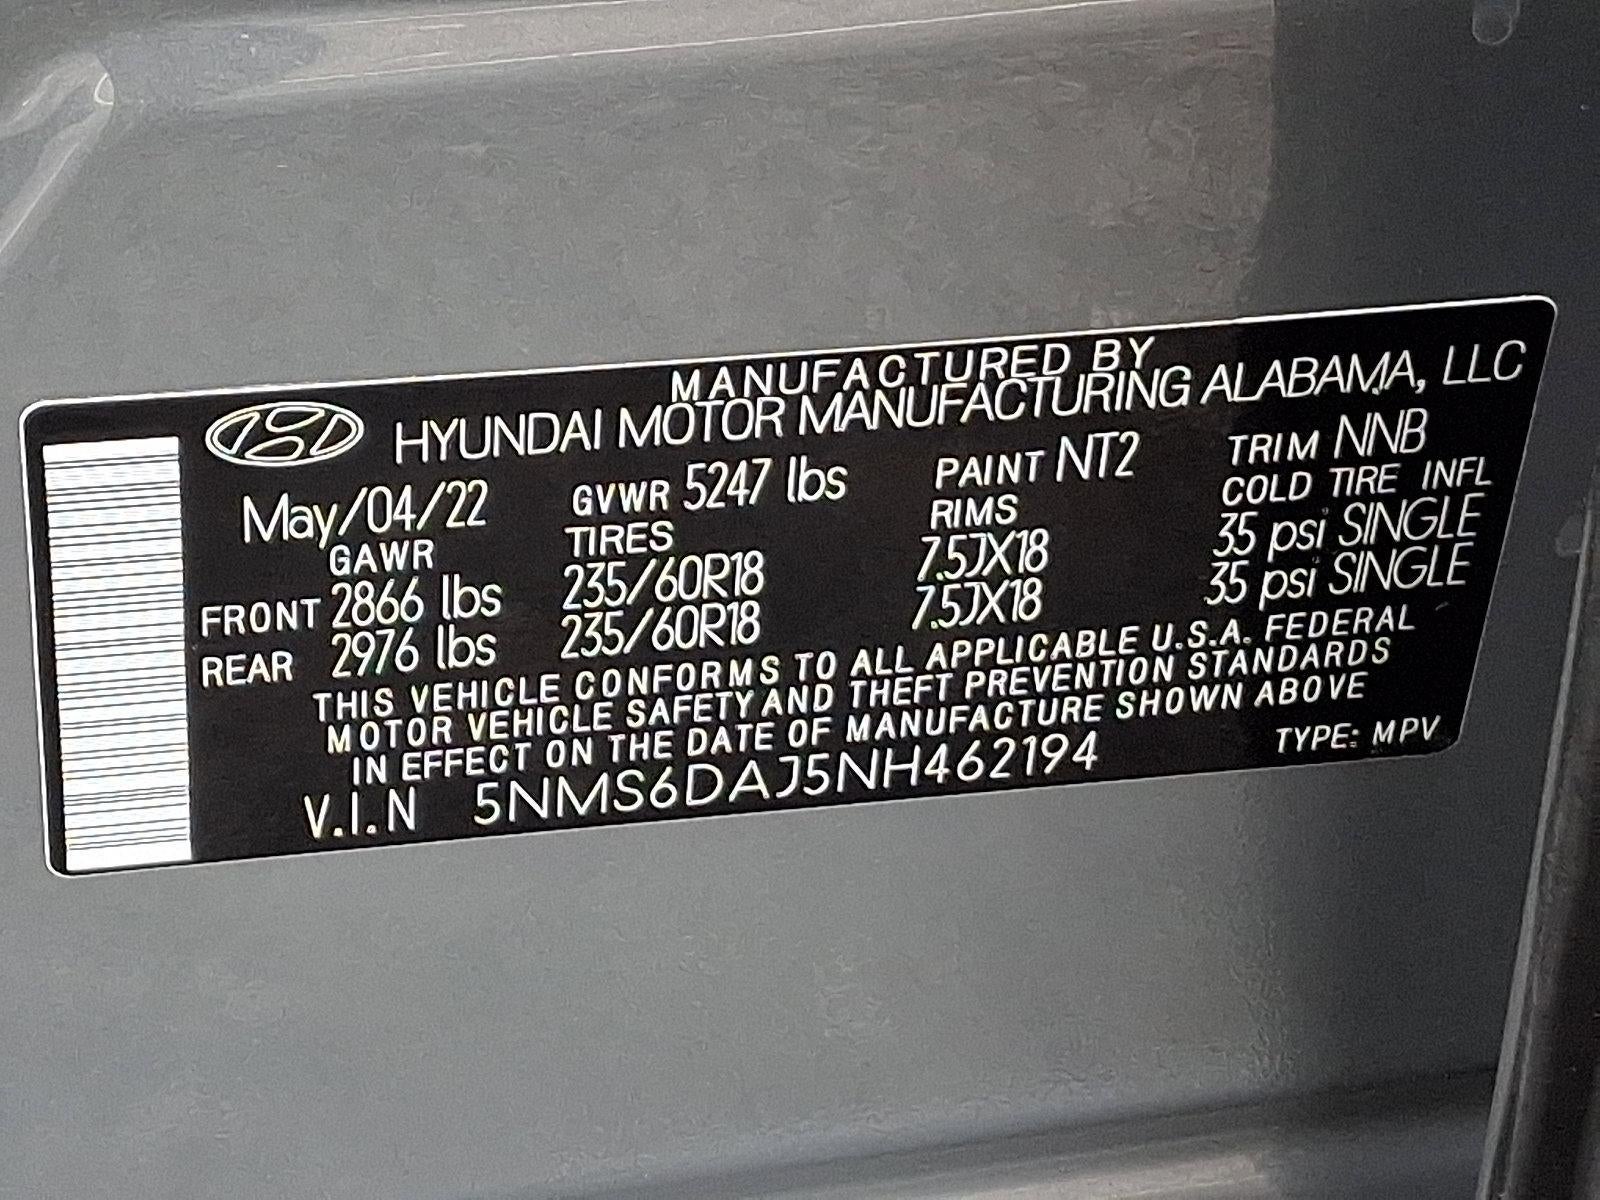 MANUFACTURED BY
HYUNDAI MOTOR MANUFACTURING ALABAMA, LLC
May/04/22 GVWR 5247 lbs PAINT NT2 TRIM NNB
GAWR TIRES RIMS COLD TIRE INFL
FRONT 2866 lbs 235/60R18 7.5JX18 35 psi SINGLE
REAR 2976 lbs 235/60R18 7.5JX18 35 psi SINGLE
THIS VEHICLE CONFORMS TO ALL APPLICABLE U.S.A. FEDERAL
MOTOR VEHICLE SAFETY AND THEFT PREVENTION STANDARDS
IN EFFECT ON THE DATE OF MANUFACTURE SHOWN ABOVE
V.I.N 5NMS6DAJ5NH462194 TYPE: MPV